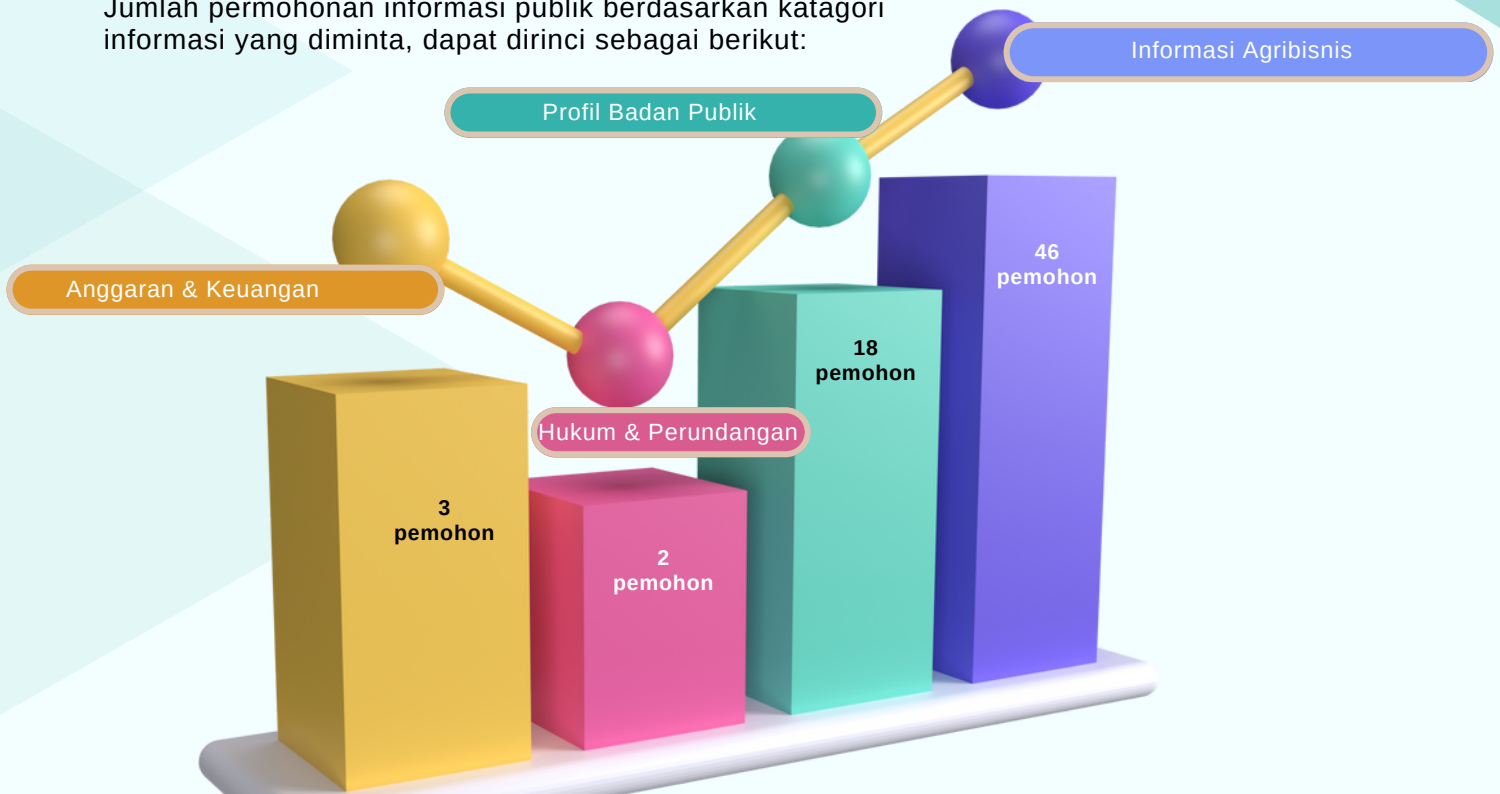 Jumlah permohonan informasi publik berdasarkan katagori
informasi yang diminta, dapat dirinci sebagai berikut:
Informasi Agribisnis
Profil Badan Publik
Anggaran & Keuangan
Hukum & Perundangan
3
pemohon
2
pemohon
18
pemohon
46
pemohon